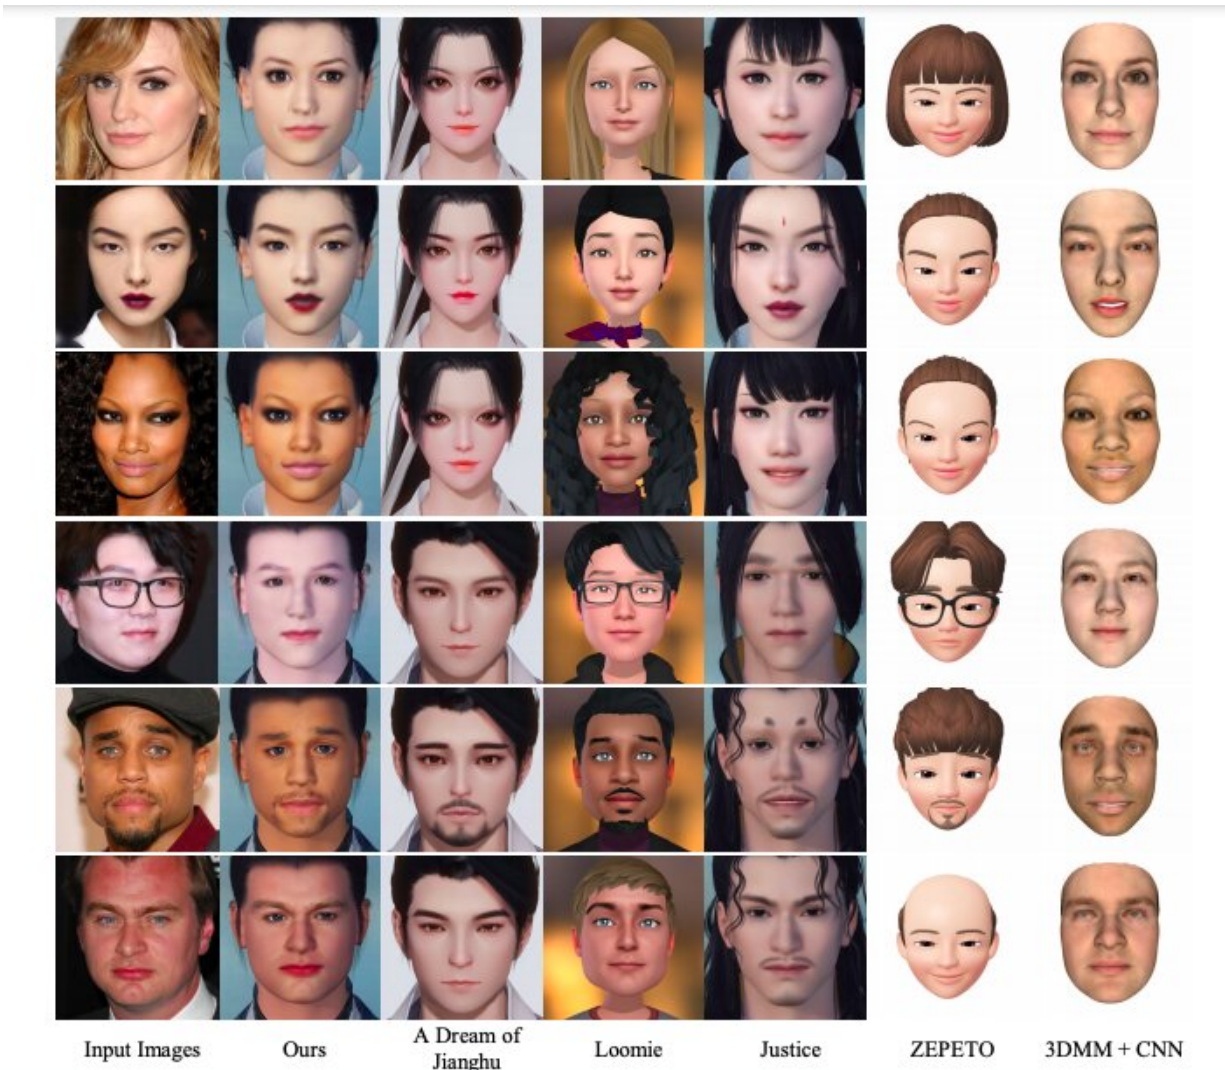 Input Images
Ours
A Dream of
Jianghu
Loomie
Justice
ZEPETO
3DMM + CNN